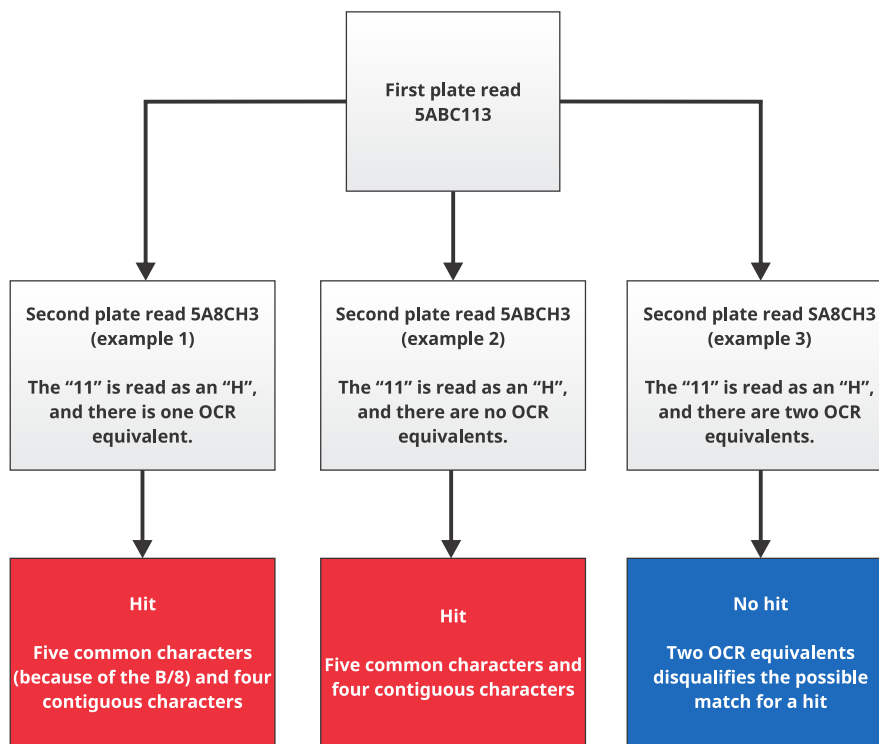 First plate read
5ABC113
Second plate read 5A8CH3
(example 1)
The “11” is read as an “H”,
and there is one OCR
equivalent.
Second plate read 5ABCH3
(example 2)
The “11” is read as an “H”,
and there are no OCR
equivalents.
Second plate read SA8CH3
(example 3)
The “11” is read as an “H”,
and there are two OCR
equivalents.
Hit
Five common characters
(because of the B/8) and four
contiguous characters
Hit
Five common characters and
four contiguous characters
No hit
Two OCR equivalents
disqualifies the possible
match for a hit